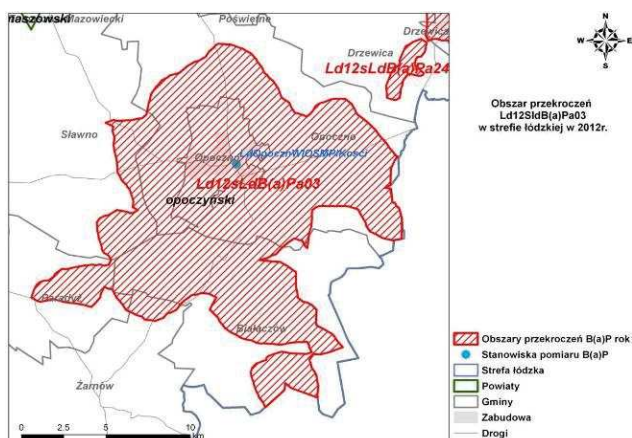 maszowski
Mazowiecki
Poświętne
Drzewica
Drzewica
Ld12sLdB(a)Pa24
Sławno
Opoczno
Opoczno
LdOpocznWIOSMPlKosci
Ld12sLdB(a)Pa03
opoczyński
Paradyż
Białaczów
Żarnów
0 2.5 5 10
km
N
W E
S
Obszar przekroczeń
Ld12SldB(a)Pa03
w strefie łódzkiej w 2012r.
Obszary przekroczeń B(a)P rok
Stanowiska pomiaru B(a)P
Strefa łódzka
Powiaty
Gminy
Zabudowa
Drogi